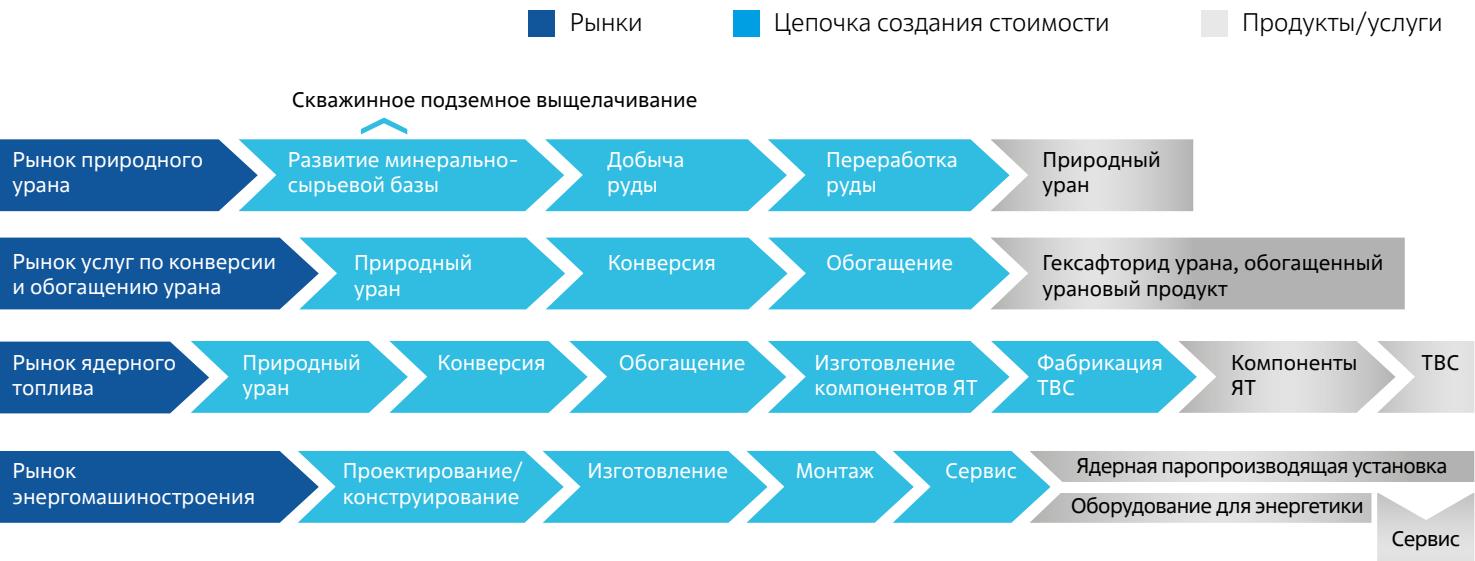 Рынки
Цепочка создания стоимости
Продукты/услуги
Скважинное подземное выщелачивание
Рынок природного
урана
Развитие минерально-
сырьевой базы
Добыча
руды
Переработка
руды
Природный
уран
Рынок услуг по конверсии
и обогащению урана
Природный
уран
Конверсия
Обогащение
Гексафторид урана, обогащенный
урановый продукт
Рынок ядерного
топлива
Природный
уран
Конверсия
Обогащение
Изготовление
компонентов ЯТ
Фабрикация
ТВС
Компоненты
ЯТ
ТВС
Рынок
энергомашиностроения
Проектирование/
конструирование
Изготовление
Монтаж
Сервис
Ядерная паропроизводящая установка
Оборудование для энергетики
Сервис